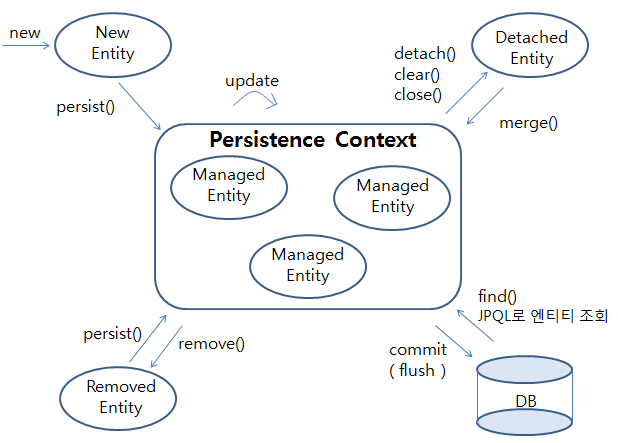 new
New
Entity
persist()
update
detach()
clear()
close()
Detached
Entity
merge()
Persistence Context
Managed
Entity
Managed
Entity
Managed
Entity
persist()
remove()
Removed
Entity
find()
JPQL로 엔티티 조회
commit
( flush )
DB